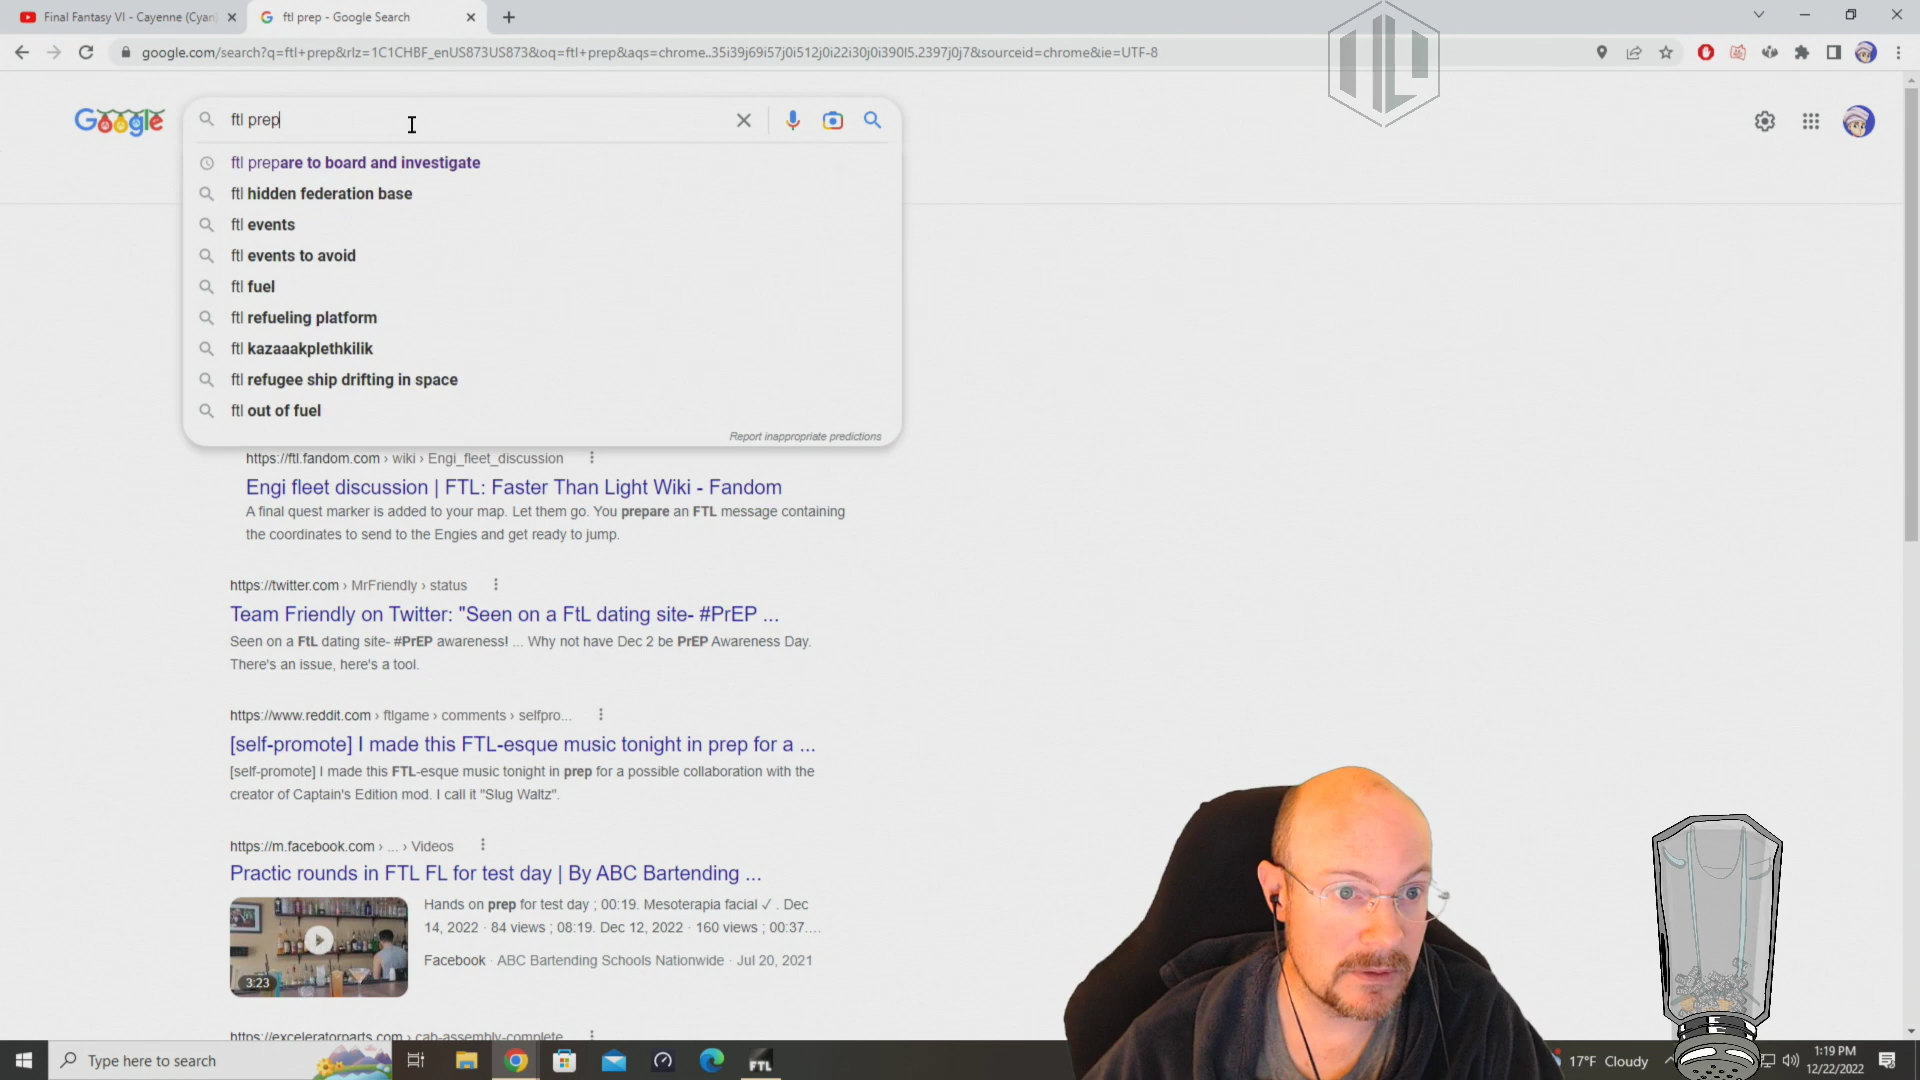 Final Fantasy VI - Cayenne (Cyan)
ftl prep - Google Search
google.com/search?q=ftl+prep&rlz=1C1CHBF_enUS873US873&oq=ftl+prep&aqs=chrome..35i39j69i57j0i512j0i22i30j0i390l5.2397j0j7&sourceid=chrome&ie=UTF-8
Google
ftl prep
ftl prepare to board and investigate
ftl hidden federation base
ftl events
ftl events to avoid
ftl fuel
ftl refueling platform
ftl kazaaakplethkilik
ftl refugee ship drifting in space
ftl out of fuel
Report inappropriate predictions
https://ftl.fandom.com › wiki › Engi_fleet_discussion
Engi fleet discussion | FTL: Faster Than Light Wiki - Fandom
A final quest marker is added to your map. Let them go. You prepare an FTL message containing
the coordinates to send to the Engies and get ready to jump.
https://twitter.com › MrFriendly › status
Team Friendly on Twitter: "Seen on a FtL dating site- #PrEP ...
Seen on a FtL dating site- #PrEP awareness! ... Why not have Dec 2 be PrEP Awareness Day.
There's an issue, here's a tool.
https://www.reddit.com › ftlgame › comments › selfpro...
[self-promote] I made this FTL-esque music tonight in prep for a ...
[self-promote] I made this FTL-esque music tonight in prep for a possible collaboration with the
creator of Captain's Edition mod. I call it "Slug Waltz".
https://m.facebook.com › ... › Videos
Practic rounds in FTL FL for test day | By ABC Bartending ...
3:23
Hands on prep for test day ; 00:19. Mesoterapia facial ✓ . Dec
14, 2022 · 84 views ; 08:19. Dec 12, 2022 · 160 views ; 00:37....
Facebook · ABC Bartending Schools Nationwide · Jul 20, 2021
https://exceleratorparts.com › cab-assembly-complete
Type here to search
FTL
17°F Cloudy
1:19 PM
12/22/2022